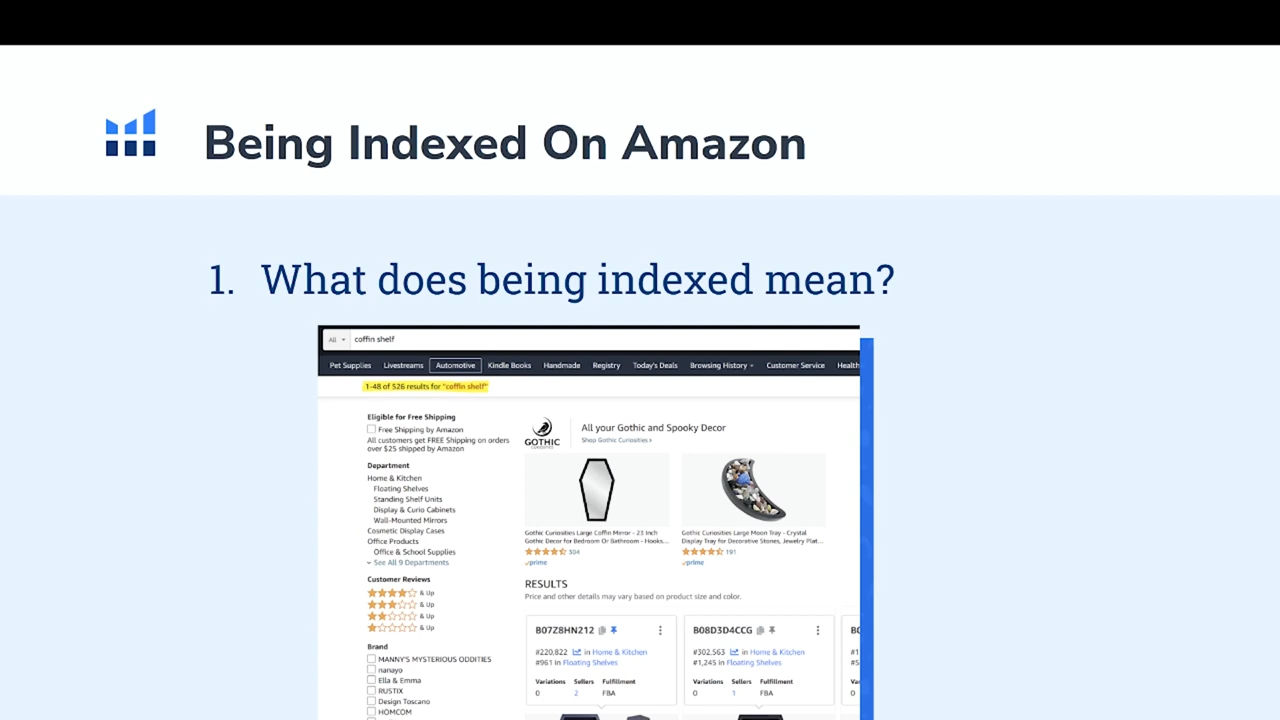 Being Indexed On Amazon
1. What does being indexed mean?
All
coffin shelf
Pet Supplies Livestreams Automotive Kindle Books Handmade Registry Today's Deals Browsing History Customer Service Health
1-48 of 526 results for "coffin shelf"
Eligible for Free Shipping
Free Shipping by Amazon
All customers get FREE Shipping on orders
over $25 shipped by Amazon
Department
Home & Kitchen
Floating Shelves
Standing Shelf Units
Display & Curio Cabinets
Wall-Mounted Mirrors
Cosmetic Display Cases
Office Products
Office & School Supplies
See All 9 Departments
Customer Reviews
& Up
& Up
& Up
& Up
Brand
MANNY'S MYSTERIOUS ODDITIES
nanayo
Ella & Emma
RUSTIX
Design Toscano
HOMCOM
GOTHIC
All your Gothic and Spooky Decor
Shop Gothic Curiosities ›
Gothic Curiosities Large Coffin Mirror - 23 Inch
Gothic Decor for Bedroom Or Bathroom - Hooks...
304
prime
Gothic Curiosities Large Moon Tray - Crystal
Display Tray for Decorative Stones, Jewelry Plat...
191
prime
RESULTS
Price and other details may vary based on product size and color.
B07Z8HN212
#220,822 in Home & Kitchen
#961 in Floating Shelves
Variations Sellers Fulfillment
0 2 FBA
B08D3D4CCG
#302,563 in Home & Kitchen
#1,245 in Floating Shelves
Variations Sellers Fulfillment
0 1 FBA